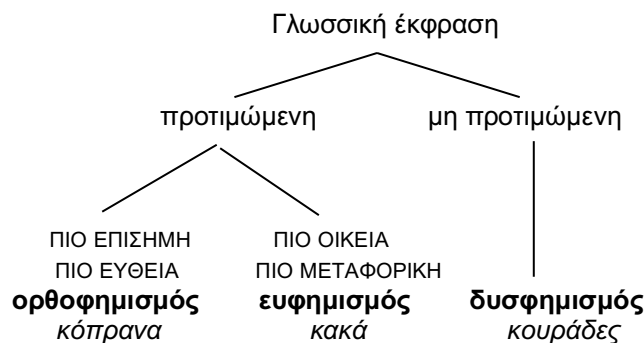 Γλωσσική έκφραση
προτιμώμενη μη προτιμώμενη
ΠΙΟ ΕΠΙΣΗΜΗ ΠΙΟ ΟΙΚΕΙΑ
ΠΙΟ ΕΥΘΕΙΑ ΠΙΟ ΜΕΤΑΦΟΡΙΚΗ
ορθοφημισμός ευφημισμός δυσφημισμός
κόπρανα κακά κουράδες